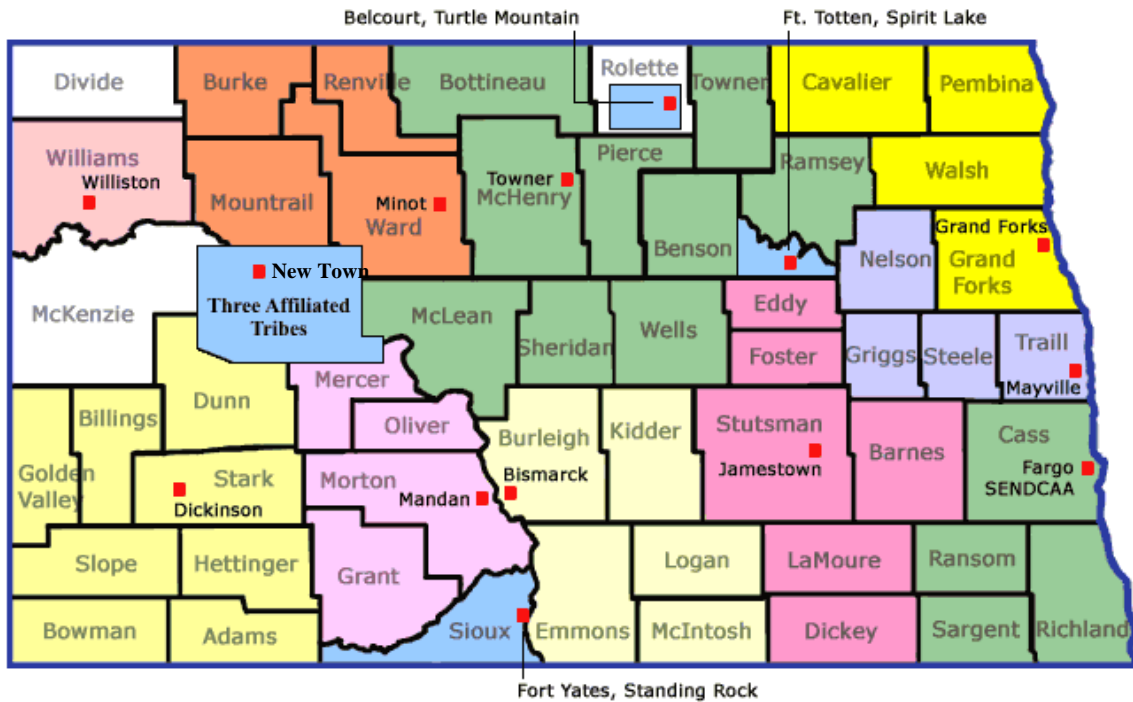 Belcourt, Turtle Mountain
Ft. Totten, Spirit Lake
Divide
Burke
Renville
Bottineau
Rolette
Towner
Cavalier
Pembina
Williams
Williston
Mountrail
Minot
Ward
Towner
McHenry
Pierce
Ramsey
Walsh
Benson
Nelson
Grand Forks
Grand
Forks
McKenzie
New Town
Three Affiliated
Tribes
McLean
Sheridan
Wells
Eddy
Foster
Griggs
Steele
Traill
Mayville
Golden
Valley
Billings
Dunn
Mercer
Oliver
Burleigh
Kidder
Stutsman
Jamestown
Barnes
Cass
Fargo
SENDCAA
Stark
Dickinson
Morton
Mandan
Bismarck
Slope
Hettinger
Grant
Logan
LaMoure
Ransom
Bowman
Adams
Sioux
Emmons
McIntosh
Dickey
Sargent
Richland
Fort Yates, Standing Rock